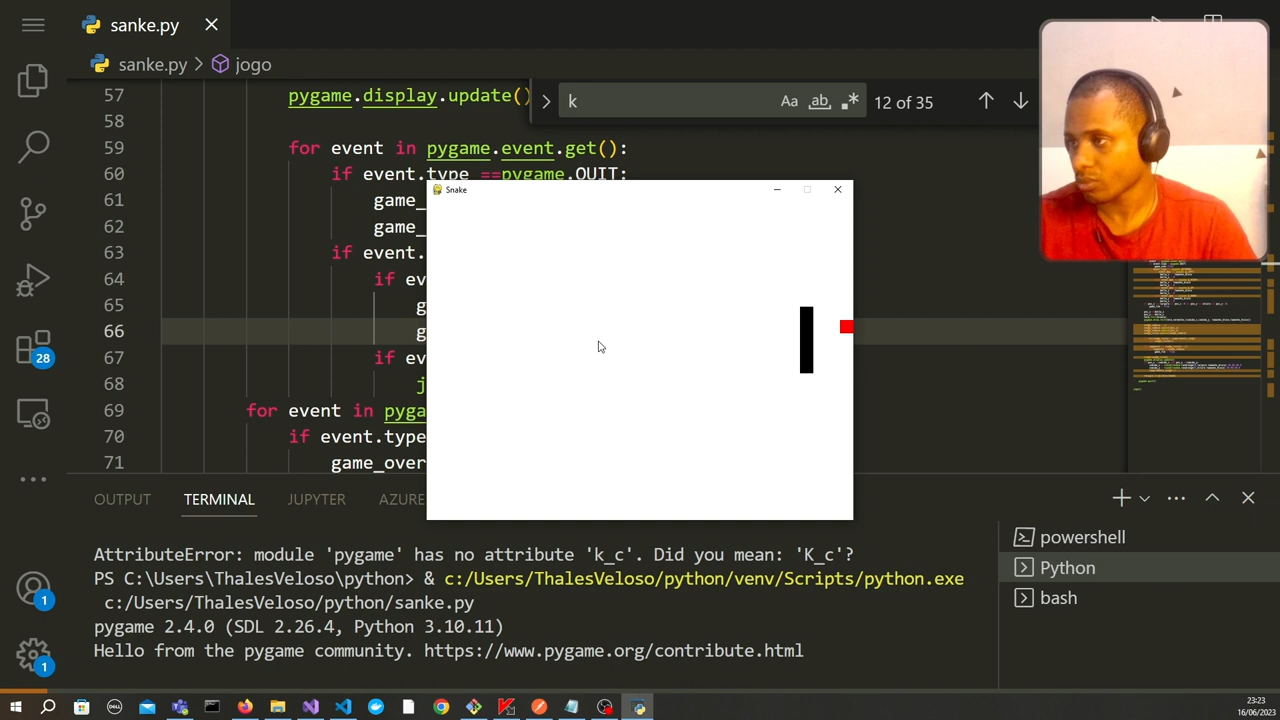 sanke.py
sanke.py > jogo
57 pygame.display.update()
58
59 for event in pygame.event.get():
60 if event.type ==pygame.QUIT:
61 game_
62 game_
63 if event.
64 if ev
65 g
66 g
67 if ev
68 j
69 for event in pyga
70 if event.type
71 game_over
k
Aa ab .*
12 of 35
Snake
28
1
1
OUTPUT TERMINAL JUPYTER AZURE
AttributeError: module 'pygame' has no attribute 'k_c'. Did you mean: 'K_c'?
PS C:\Users\ThalesVeloso\python> & c:/Users/ThalesVeloso/python/venv/Scripts/python.exe
c:/Users/ThalesVeloso/python/sanke.py
pygame 2.4.0 (SDL 2.26.4, Python 3.10.11)
Hello from the pygame community. https://www.pygame.org/contribute.html
powershell
Python
bash
DELL
23:23
16/06/2023